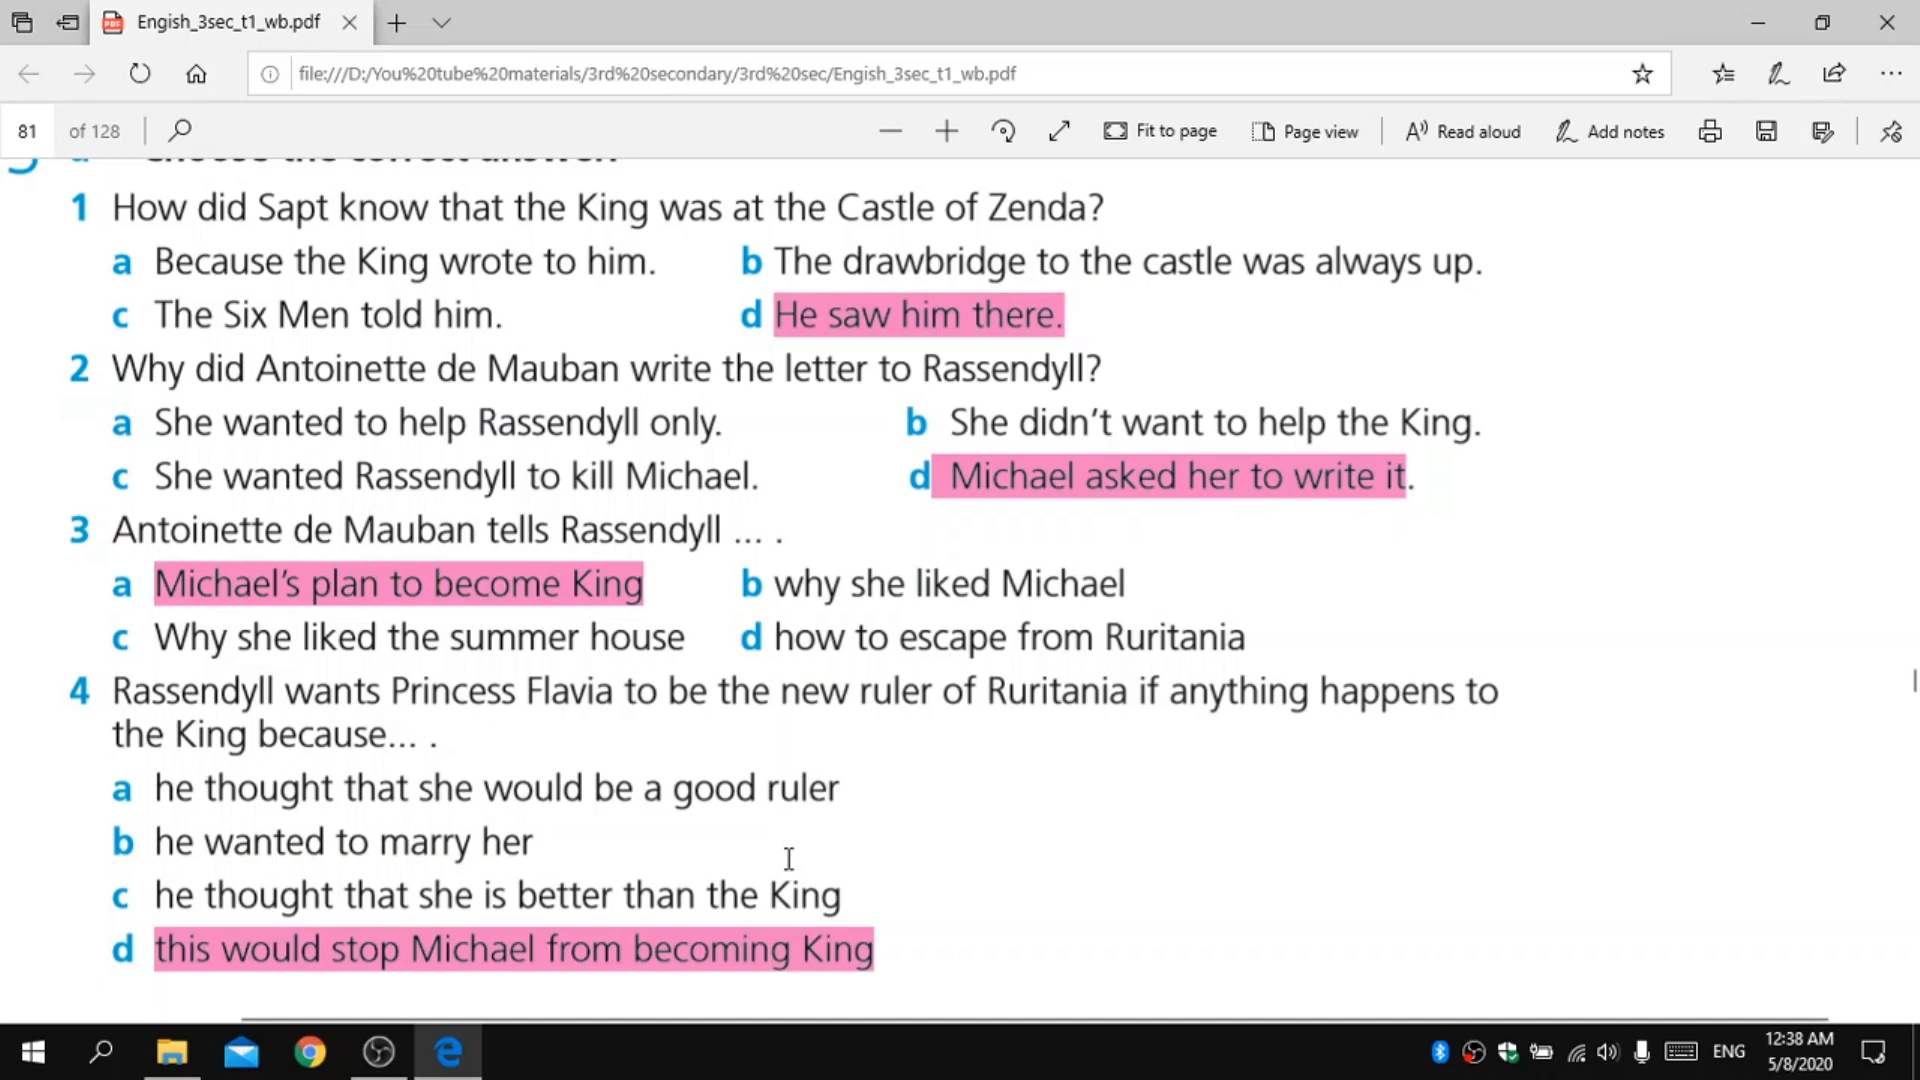 Engish_3sec_t1_wb.pdf
file:///D:/You%20tube%20materials/3rd%20secondary/3rd%20sec/Engish_3sec_t1_wb.pdf
81 of 128 Fit to page Page view Read aloud Add notes
5 a Choose the correct answer.
1 How did Sapt know that the King was at the Castle of Zenda?
a Because the King wrote to him. b The drawbridge to the castle was always up.
c The Six Men told him. d He saw him there.
2 Why did Antoinette de Mauban write the letter to Rassendyll?
a She wanted to help Rassendyll only. b She didn't want to help the King.
c She wanted Rassendyll to kill Michael. d Michael asked her to write it.
3 Antoinette de Mauban tells Rassendyll ... .
a Michael's plan to become King b why she liked Michael
c Why she liked the summer house d how to escape from Ruritania
4 Rassendyll wants Princess Flavia to be the new ruler of Ruritania if anything happens to
the King because... .
a he thought that she would be a good ruler
b he wanted to marry her
c he thought that she is better than the King
d this would stop Michael from becoming King
ENG 12:38 AM
5/8/2020